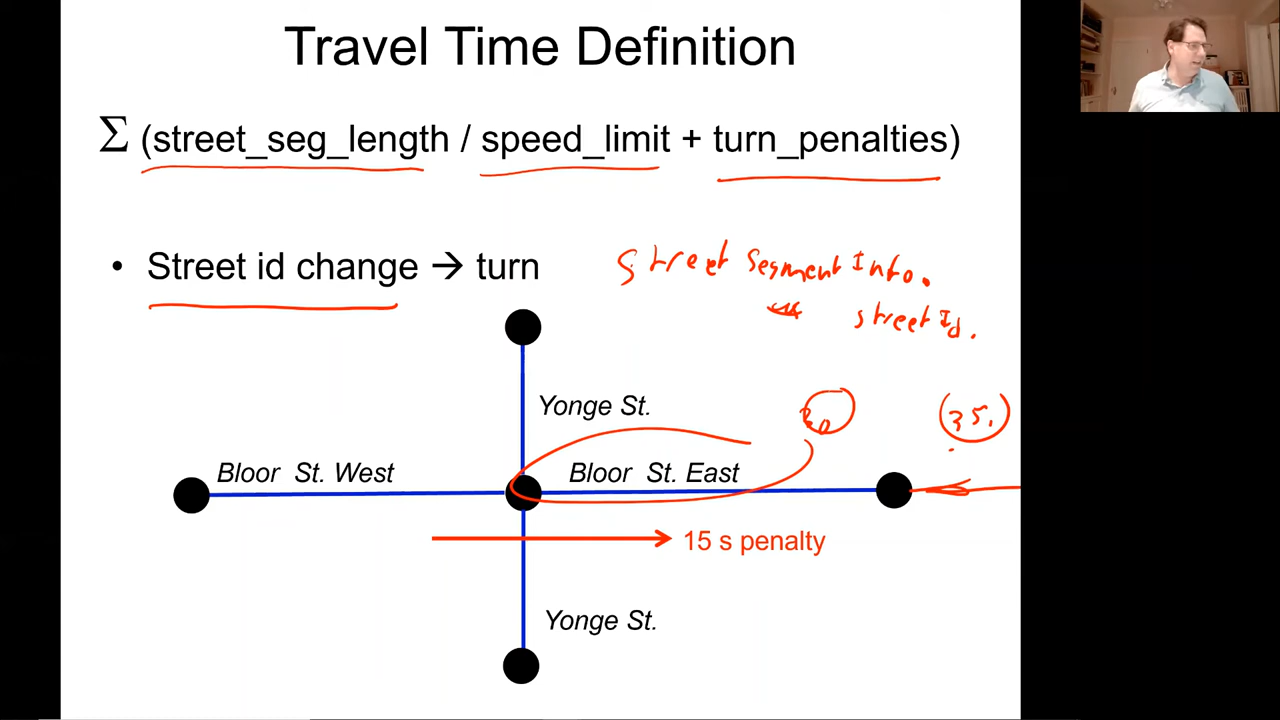 Travel Time Definition
Σ (street_seg_length / speed_limit + turn_penalties)
• Street id change → turn
Street Segment Info.
street Id.
Yonge St.
20
35.
Bloor St. West
Bloor St. East
15 s penalty
Yonge St.